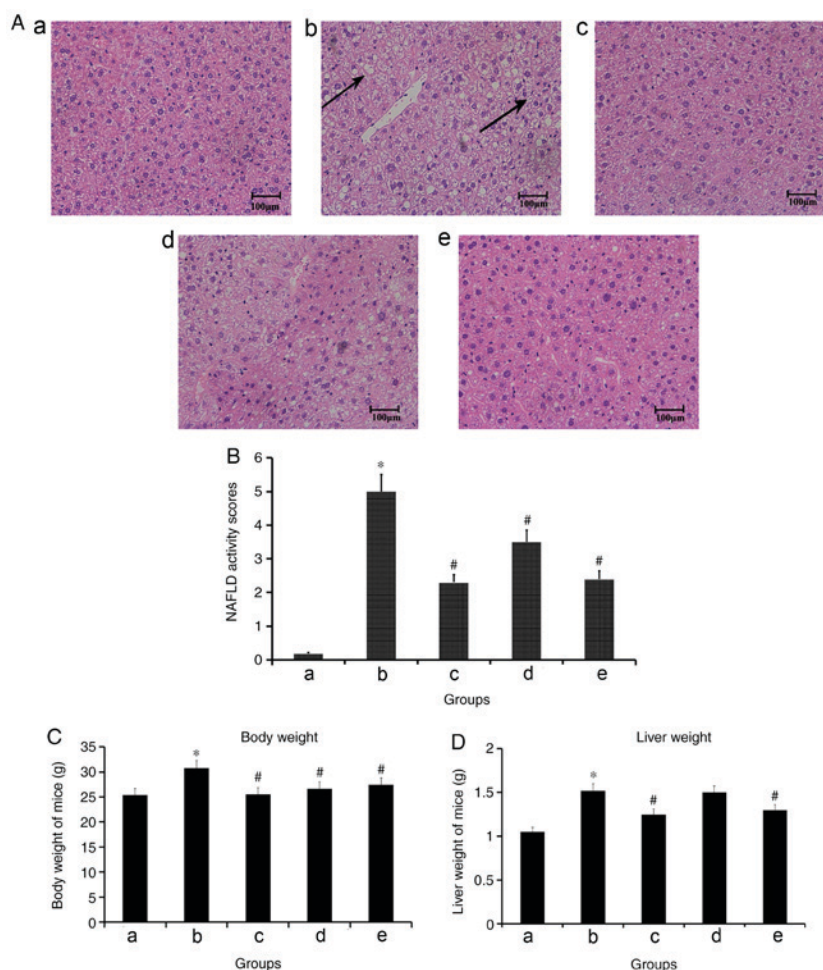 A
a
b
c
100µm
100µm
100µm
d
e
100µm
100µm
B
NAFLD activity scores
6
5
4
3
2
1
0
*
#
#
#
a b c d e
Groups
C
Body weight
Body weight of mice (g)
35
30
25
20
15
10
5
0
*
#
#
#
a b c d e
Groups
D
Liver weight
Liver weight of mice (g)
2
1.5
1
0.5
0
*
#
#
a b c d e
Groups